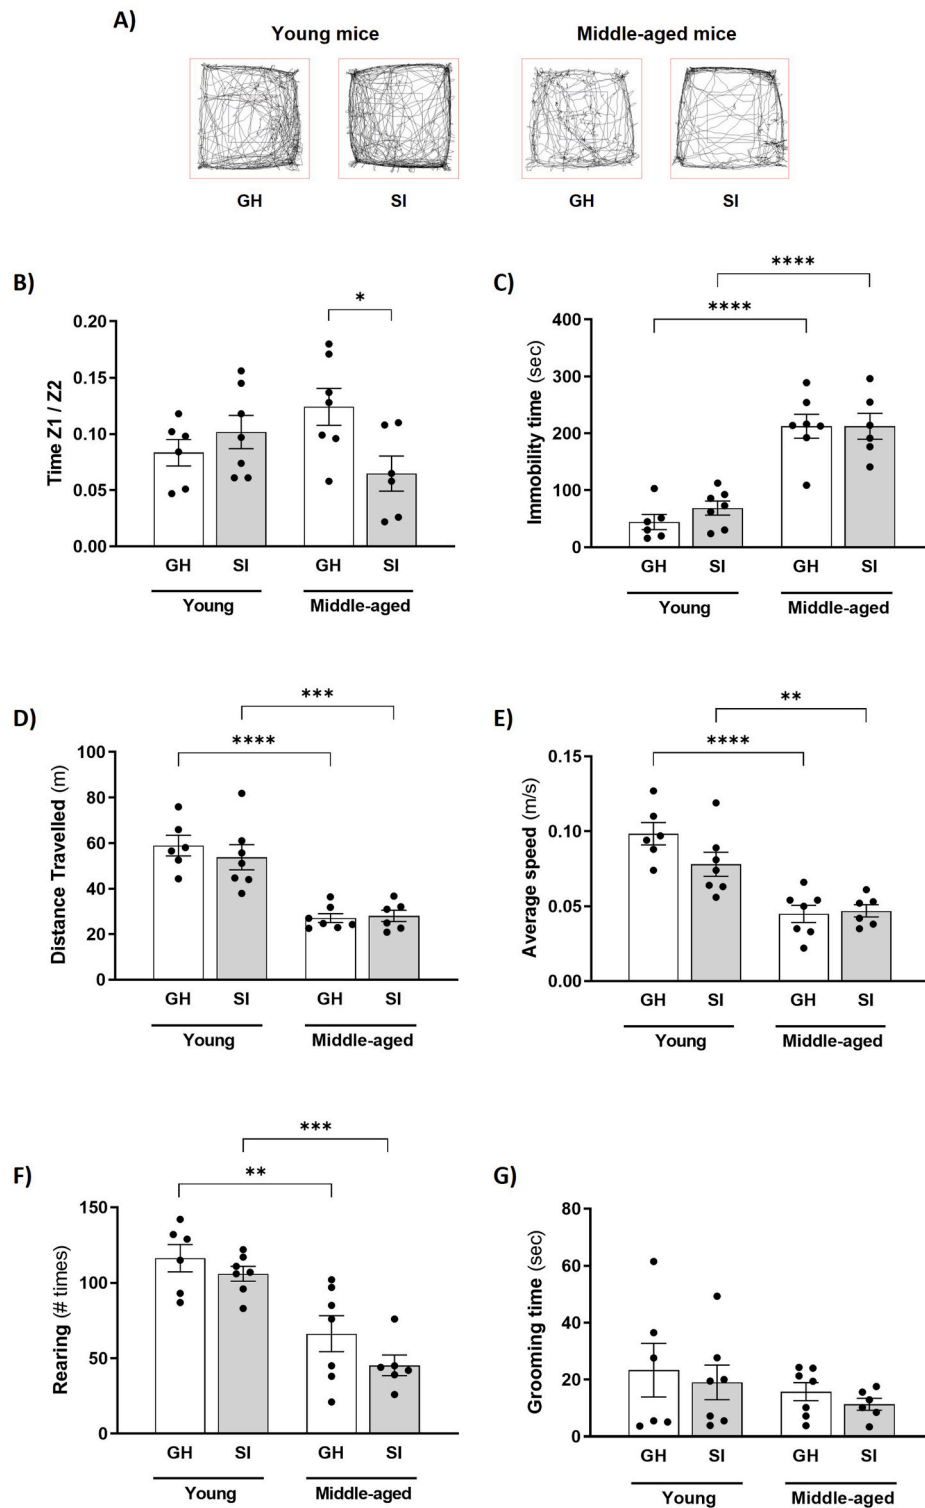 A)
Young mice Middle-aged mice
GH SI GH SI
B)
*
Time Z1 / Z2
0.20
0.15
0.10
0.05
0.00
GH SI GH SI
Young Middle-aged
C)
****
****
Immobility time (sec)
400
300
200
100
0
GH SI GH SI
Young Middle-aged
D)
***
****
Distance Travelled (m)
100
80
60
40
20
0
GH SI GH SI
Young Middle-aged
E)
**
****
Average speed (m/s)
0.15
0.10
0.05
0.00
GH SI GH SI
Young Middle-aged
F)
***
**
Rearing (# times)
150
100
50
0
GH SI GH SI
Young Middle-aged
G)
Grooming time (sec)
80
60
40
20
0
GH SI GH SI
Young Middle-aged